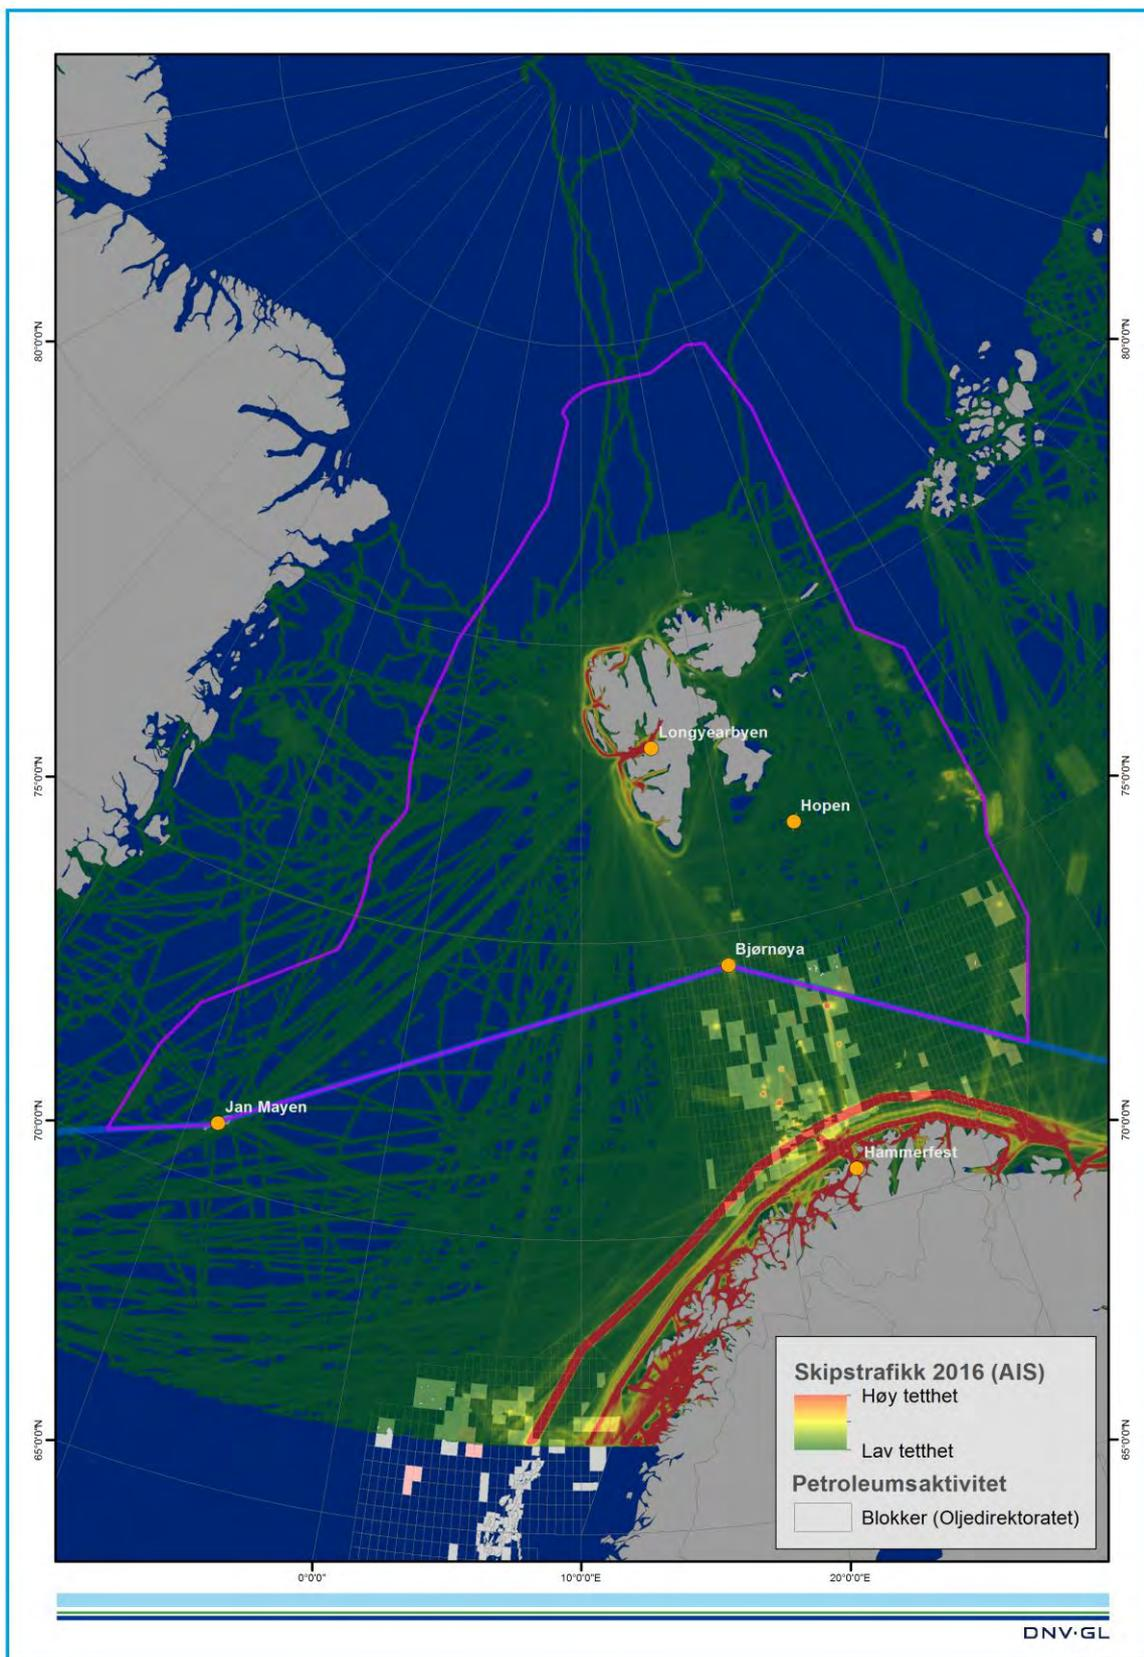 80°0'0"N
80°0'0"N
Longyearbyen
75°0'0"N
75°0'0"N
Hopen
Bjørnøya
Jan Mayen
70°0'0"N
70°0'0"N
Hammerfest
65°0'0"N
65°0'0"N
Skipstrafikk 2016 (AIS)
Høy tetthet
Lav tetthet
Petroleumsaktivitet
Blokker (Oljedirektoratet)
0°0'0"
10°0'0"E
20°0'0"E
DNV·GL